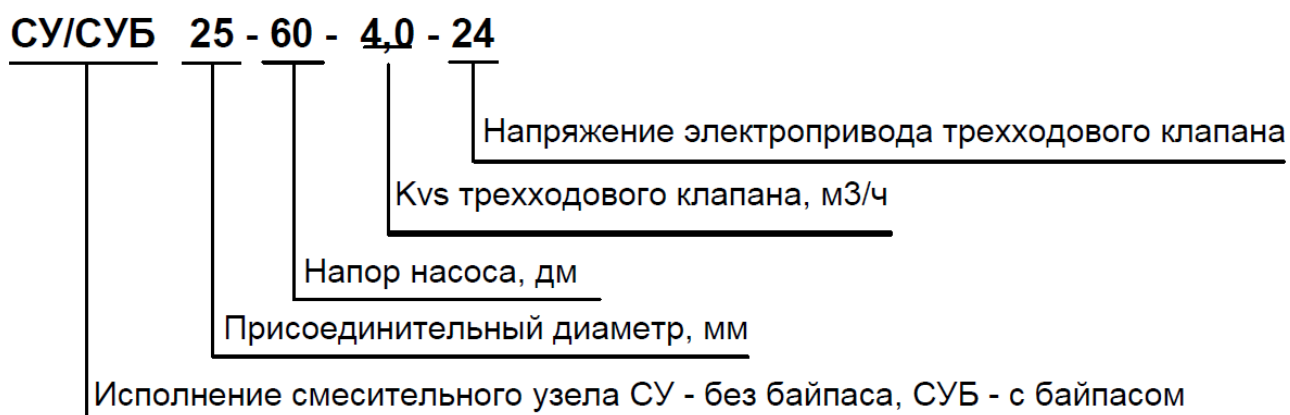 СУ/СУБ 25 - 60 - 4,0 - 24
Напряжение электропривода трехходового клапана
Kvs трехходового клапана, м3/ч
Напор насоса, дм
Присоединительный диаметр, мм
Исполнение смесительного узла СУ - без байпаса, СУБ - с байпасом